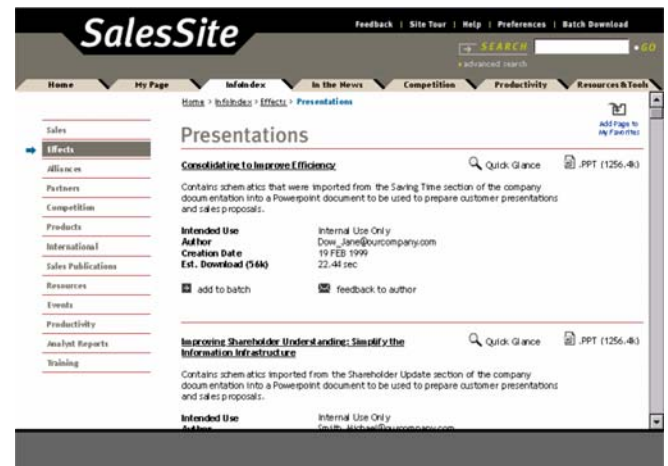 SalesSite
Feedback | Site Tour | Help | Preferences | Batch Download
SEARCH GO
advanced search
Home My Page InfoIndex In the News Competition Productivity Resources & Tools
Home > InfoIndex > Effects > Presentations
Add Page to
My Favorites
Presentations
Sales
Effects
Alliances
Partners
Competition
Products
International
Sales Publications
Resources
Events
Productivity
Analyst Reports
Training
Consolidating to Improve Efficiency Quick Glance .PPT (1256.4k)
Contains schematics that were imported from the Saving Time section of the company
documentation into a Powerpoint document to be used to prepare customer presentations
and sales proposals.
Intended Use Internal Use Only
Author Dow_Jane@ourcompany.com
Creation Date 19 FEB 1999
Est. Download (56k) 22.44 sec
add to batch feedback to author
Improving Shareholder Understanding: Simplify the Quick Glance .PPT (1256.4k)
Information Infrastructure
Contains schematics imported from the Shareholder Update section of the company
documentation into a Powerpoint document to be used to prepare customer presentations
and sales proposals.
Intended Use Internal Use Only
Author Smith_Michael@ourcompany.com